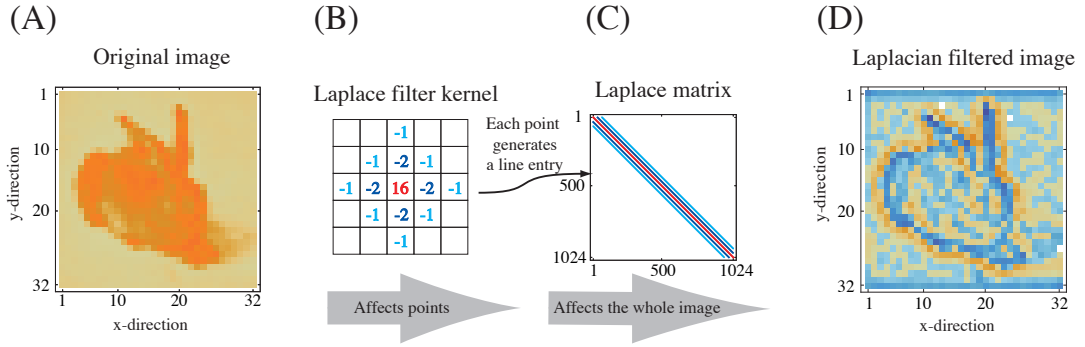 (A)
Original image
1
10
20
32
y-direction
1 10 20 32
x-direction
(B)
Laplace filter kernel
-1
-1 -2 -1
-1 -2 16 -2 -1
-1 -2 -1
-1
Affects points
Each point
generates
a line entry
(C)
Laplace matrix
1
500
1024
1 500 1024
Affects the whole image
(D)
Laplacian filtered image
1
10
20
32
y-direction
1 10 20 32
x-direction